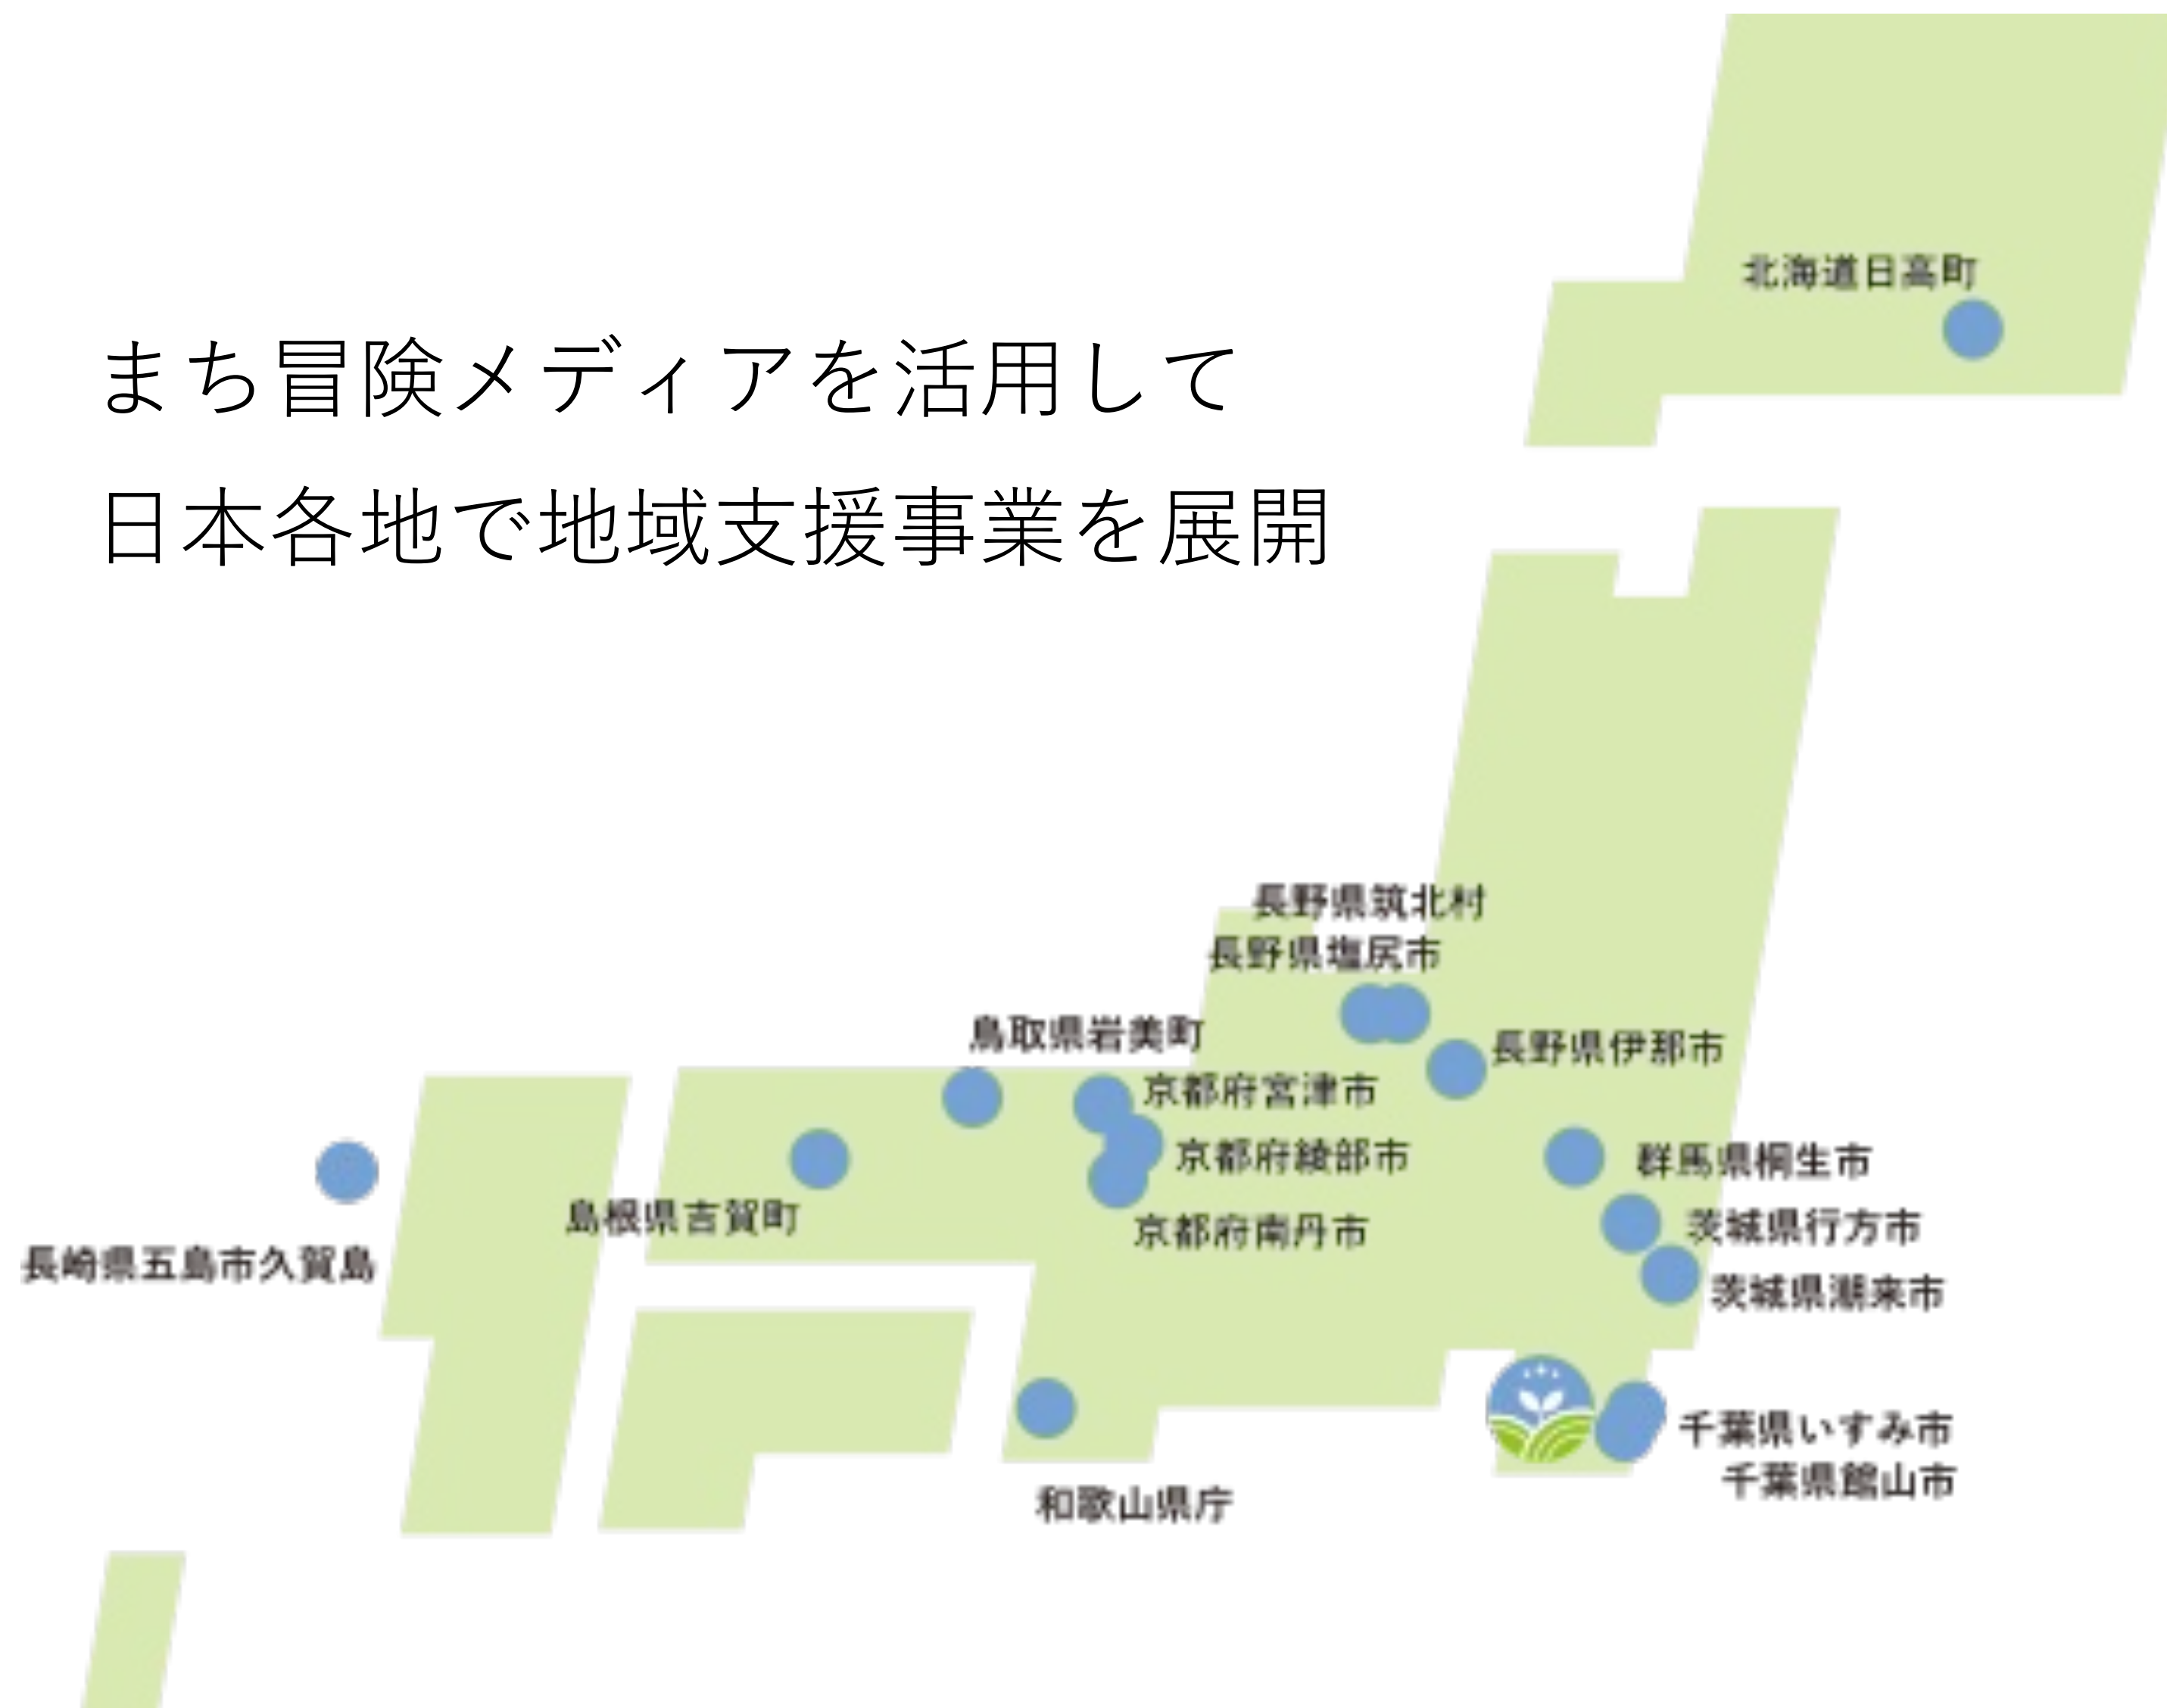 北海道日高町
まち冒険メディアを活用して
日本各地で地域支援事業を展開
長野県筑北村
長野県塩尻市
鳥取県岩美町
長野県伊那市
京都府宮津市
京都府綾部市
群馬県桐生市
島根県吉賀町
京都府南丹市
茨城県行方市
長崎県五島市久賀島
茨城県潮来市
千葉県いすみ市
千葉県館山市
和歌山県庁